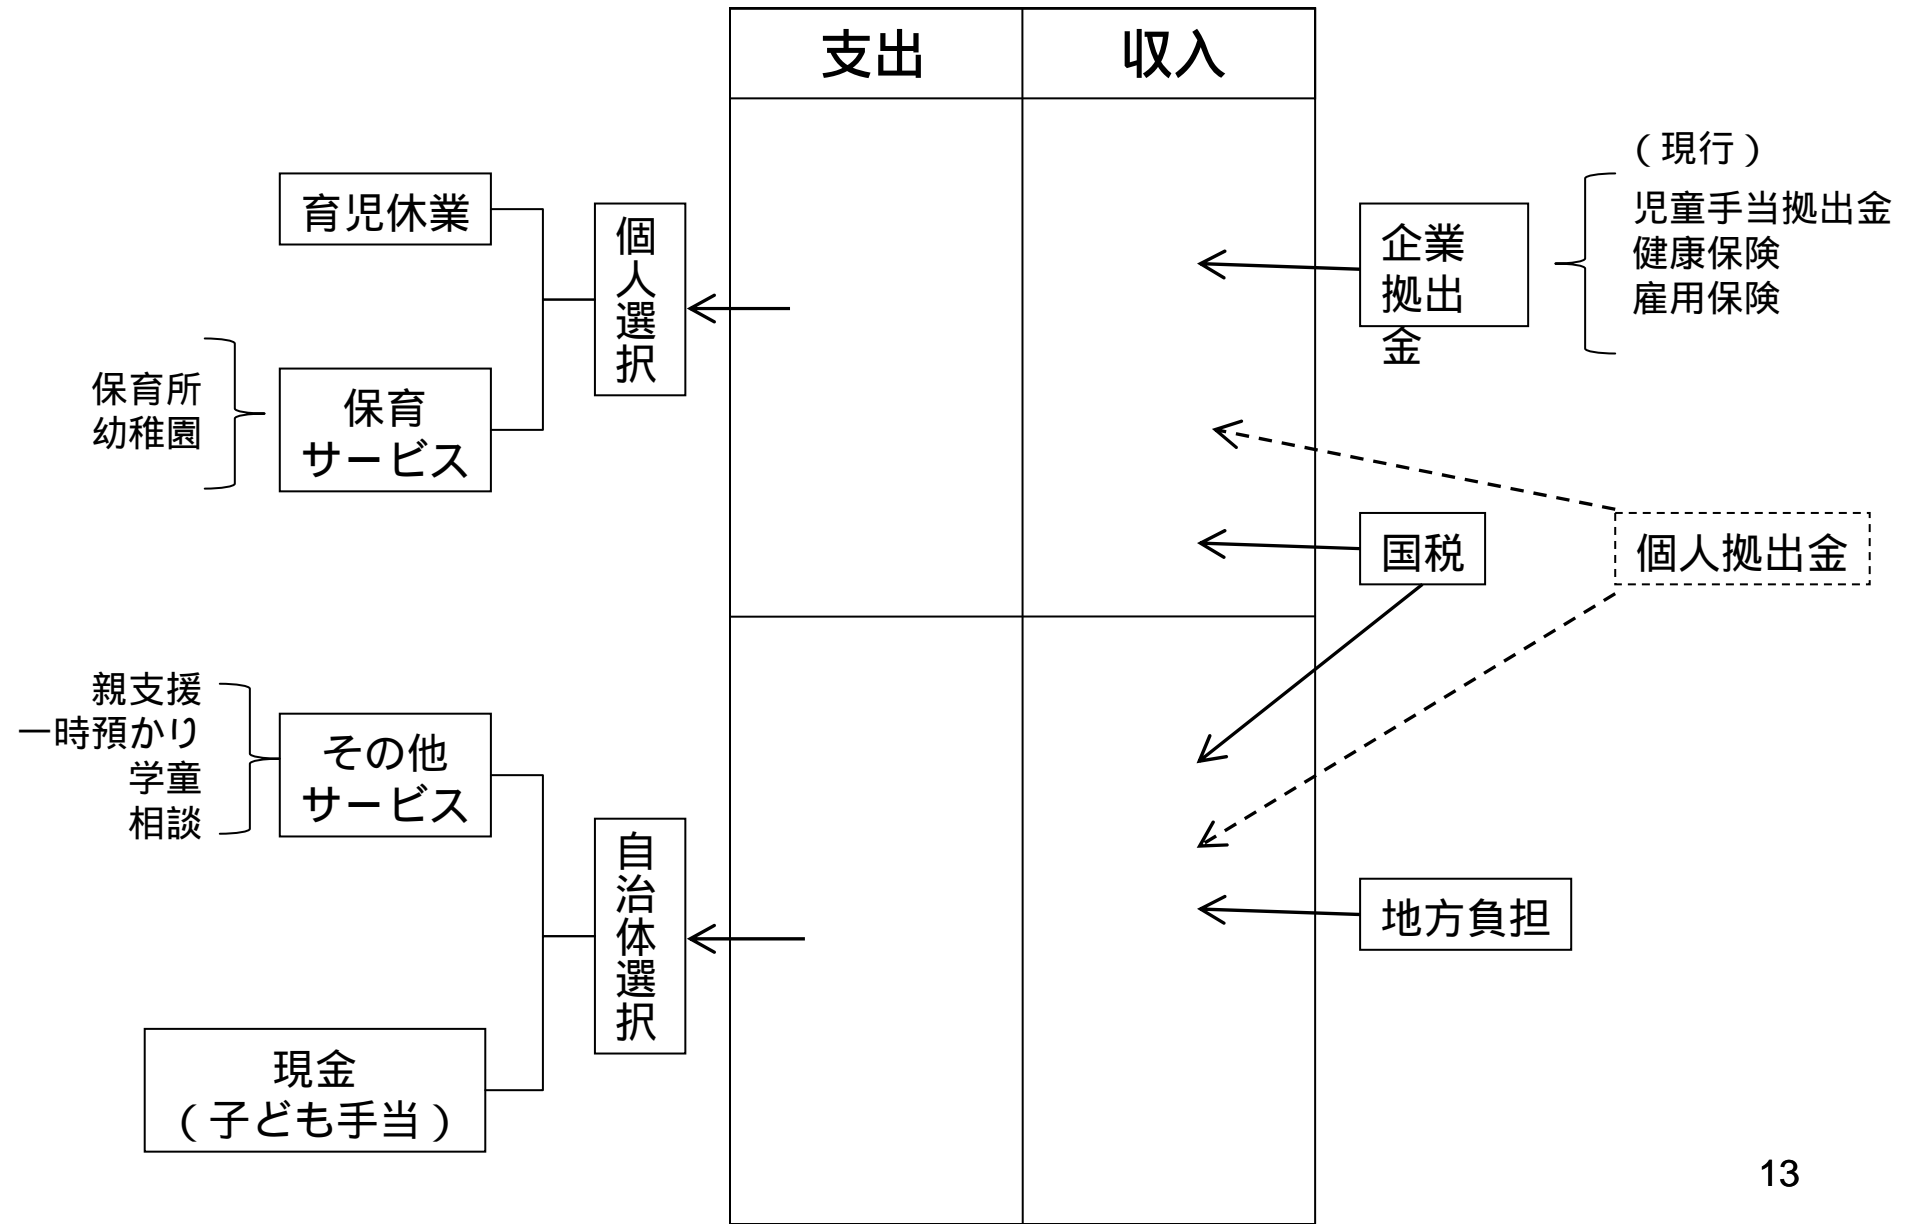 支出
収入
育児休業
保育所
幼稚園
保育
サービス
個人選択
企業
拠出
金
（現行）
児童手当拠出金
健康保険
雇用保険
国税
個人拠出金
親支援
一時預かり
学童
相談
その他
サービス
自治体選択
現金
（子ども手当）
地方負担
13